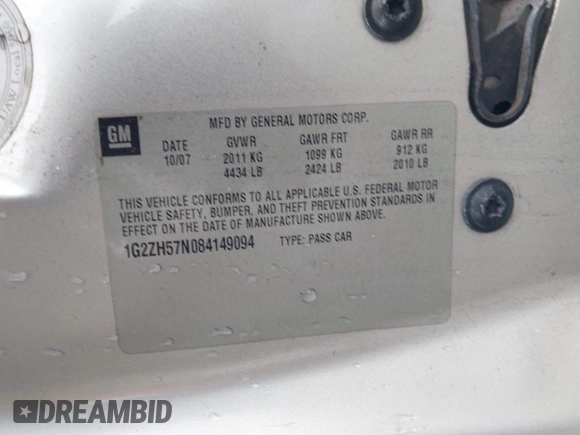 UAW Local
GM
MFD BY GENERAL MOTORS CORP.
DATE GVWR GAWR FRT GAWR RR
10/07 2011 KG 1099 KG 912 KG
4434 LB 2424 LB 2010 LB
THIS VEHICLE CONFORMS TO ALL APPLICABLE U.S. FEDERAL MOTOR
VEHICLE SAFETY, BUMPER, AND THEFT PREVENTION STANDARDS IN
EFFECT ON THE DATE OF MANUFACTURE SHOWN ABOVE.
1G2ZH57N084149094 TYPE: PASS CAR
DREAMBID